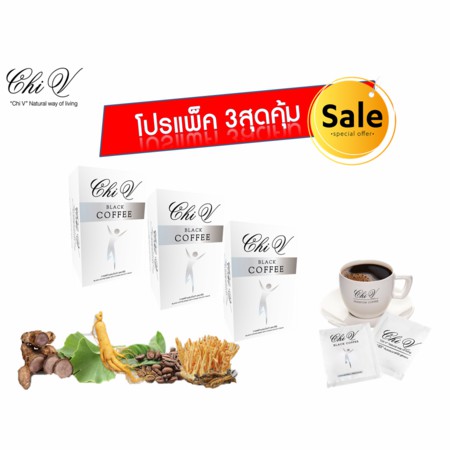 Chi V
"Chi V" Natural way of living
โปรแพ็ค 3สุดคุ้ม
Sale
•special offer•
Chi V
BLACK
COFFEE
Chi V
BLACK
COFFEE
Chi V
BLACK
COFFEE
Chi V
Chi V
BLACK COFFEE
Chi V